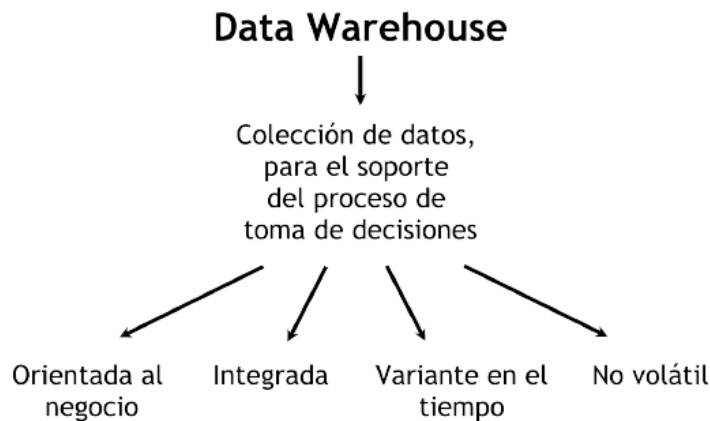 Data Warehouse
Colección de datos,
para el soporte
del proceso de
toma de decisiones
Orientada al
negocio
Integrada
Variante en el
tiempo
No volátil